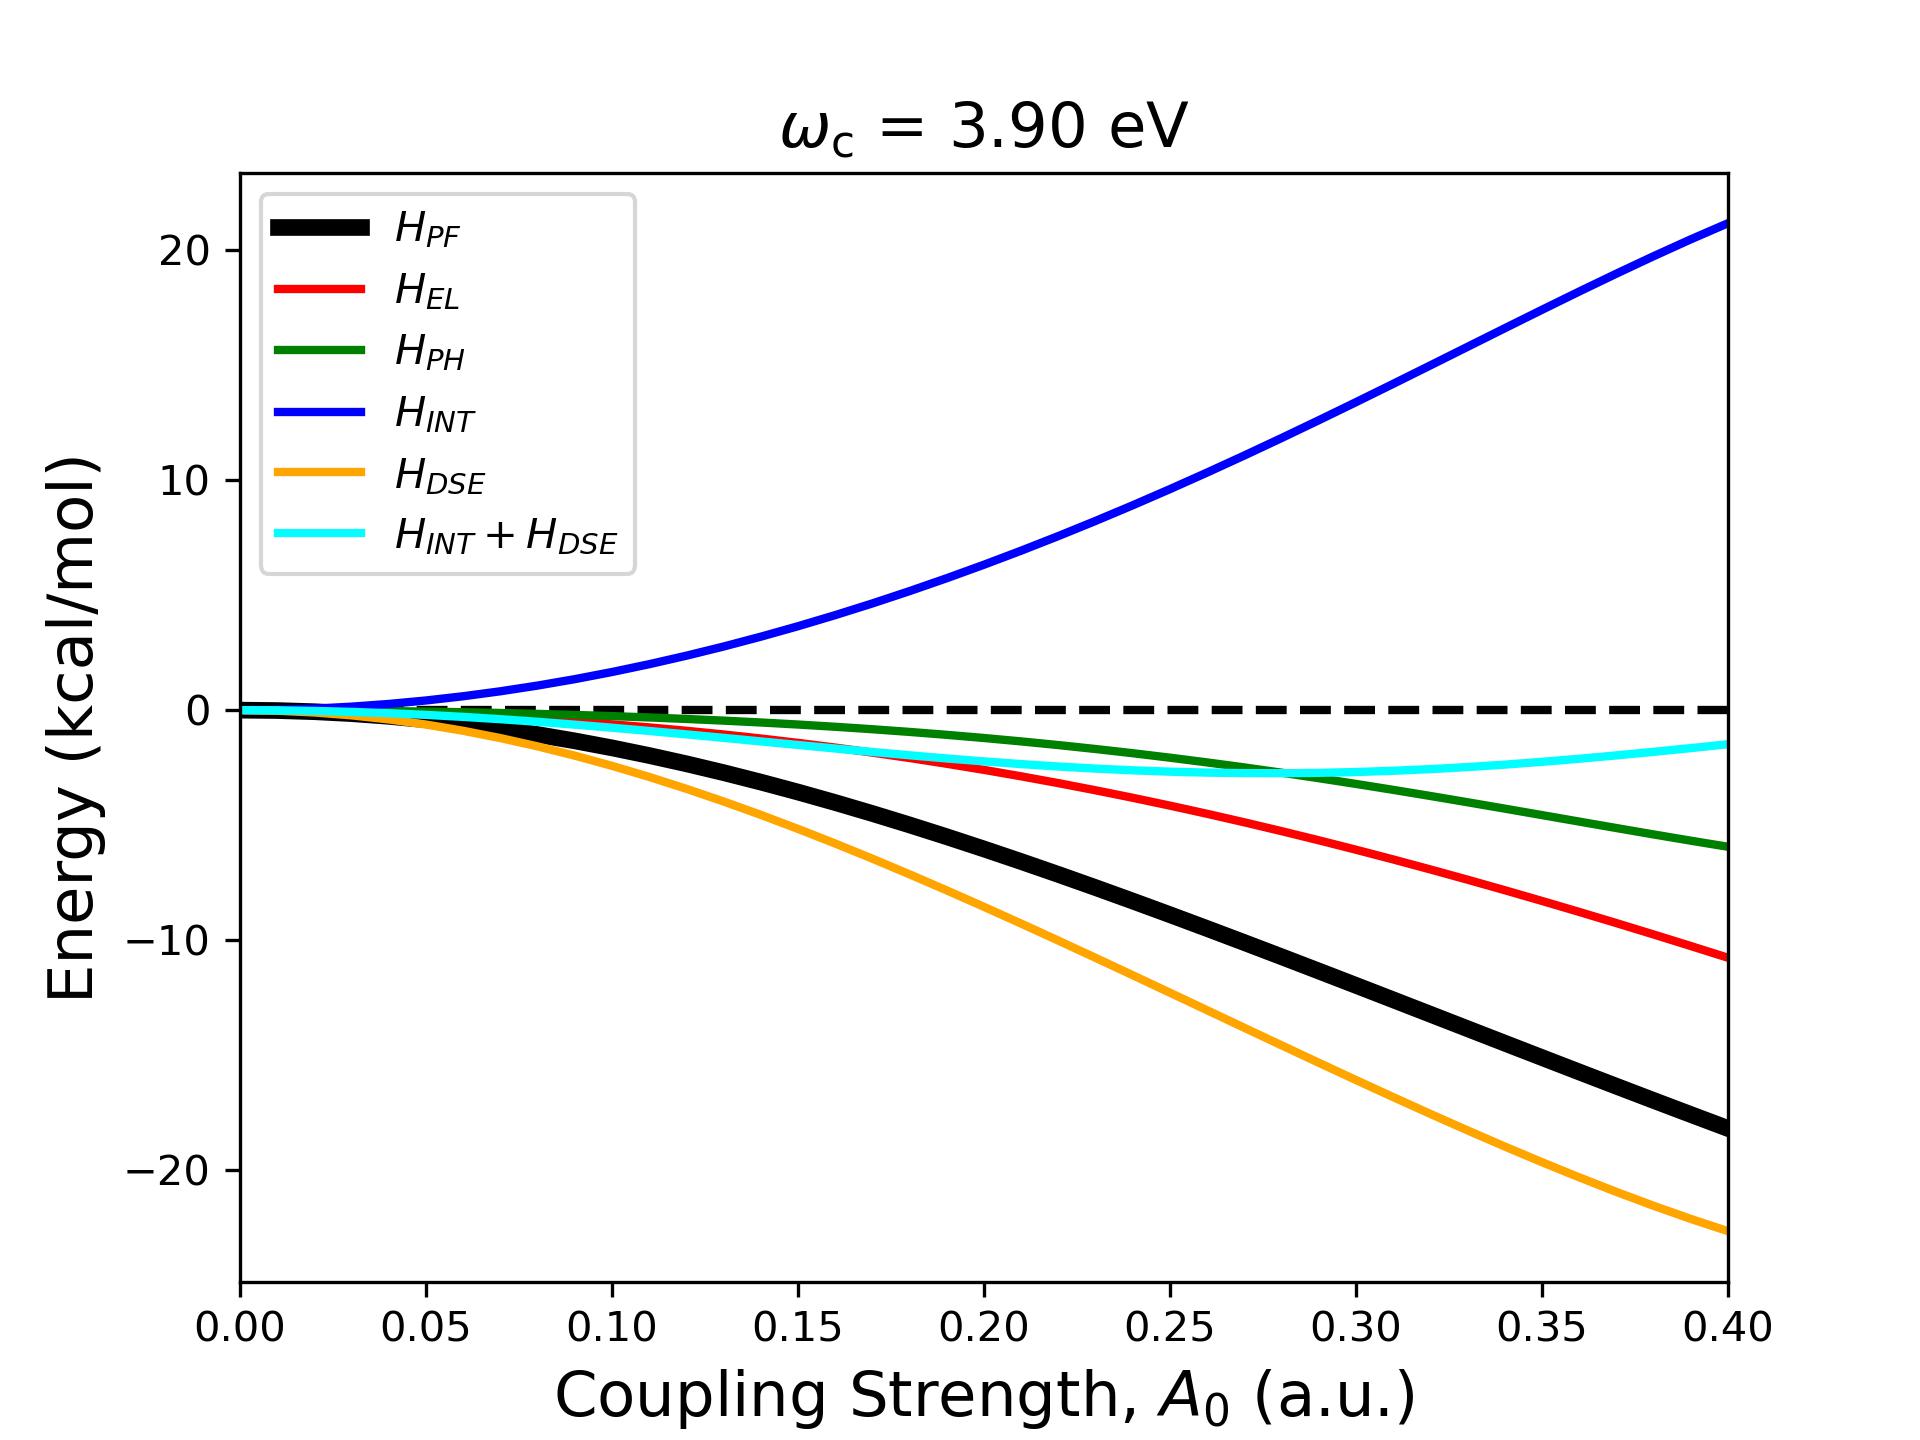 ω_c = 3.90 eV
Energy (kcal/mol)
20
10
0
−10
−20
H_PF
H_EL
H_PH
H_INT
H_DSE
H_INT + H_DSE
0.00 0.05 0.10 0.15 0.20 0.25 0.30 0.35 0.40
Coupling Strength, A_0 (a.u.)